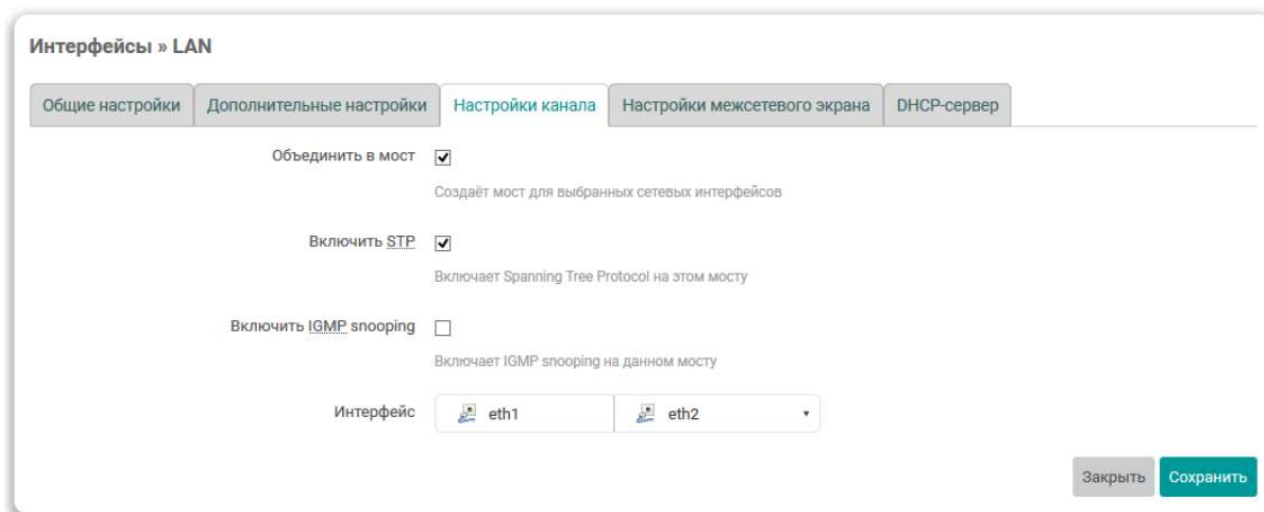 Интерфейсы » LAN
Общие настройки Дополнительные настройки Настройки канала Настройки межсетевого экрана DHCP-сервер
Объединить в мост
Создаёт мост для выбранных сетевых интерфейсов
Включить STP
Включает Spanning Tree Protocol на этом мосту
Включить IGMP snooping
Включает IGMP snooping на данном мосту
Интерфейс eth1 eth2
Закрыть Сохранить